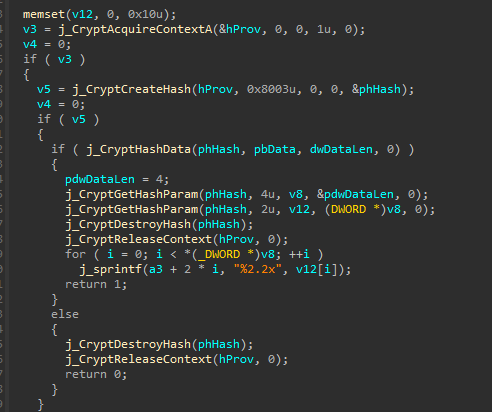 memset(v12, 0, 0x10u);
v3 = j_CryptAcquireContextA(&hProv, 0, 0, 1u, 0);
v4 = 0;
if ( v3 )
{
v5 = j_CryptCreateHash(hProv, 0x8003u, 0, 0, &phHash);
v4 = 0;
if ( v5 )
{
if ( j_CryptHashData(phHash, pbData, dwDataLen, 0) )
{
pdwDataLen = 4;
j_CryptGetHashParam(phHash, 4u, v8, &pdwDataLen, 0);
j_CryptGetHashParam(phHash, 2u, v12, (DWORD *)v8, 0);
j_CryptDestroyHash(phHash);
j_CryptReleaseContext(hProv, 0);
for ( i = 0; i < *(_DWORD *)v8; ++i )
j_sprintf(a3 + 2 * i, "%2.2x", v12[i]);
return 1;
}
else
{
j_CryptDestroyHash(phHash);
j_CryptReleaseContext(hProv, 0);
return 0;
}
}